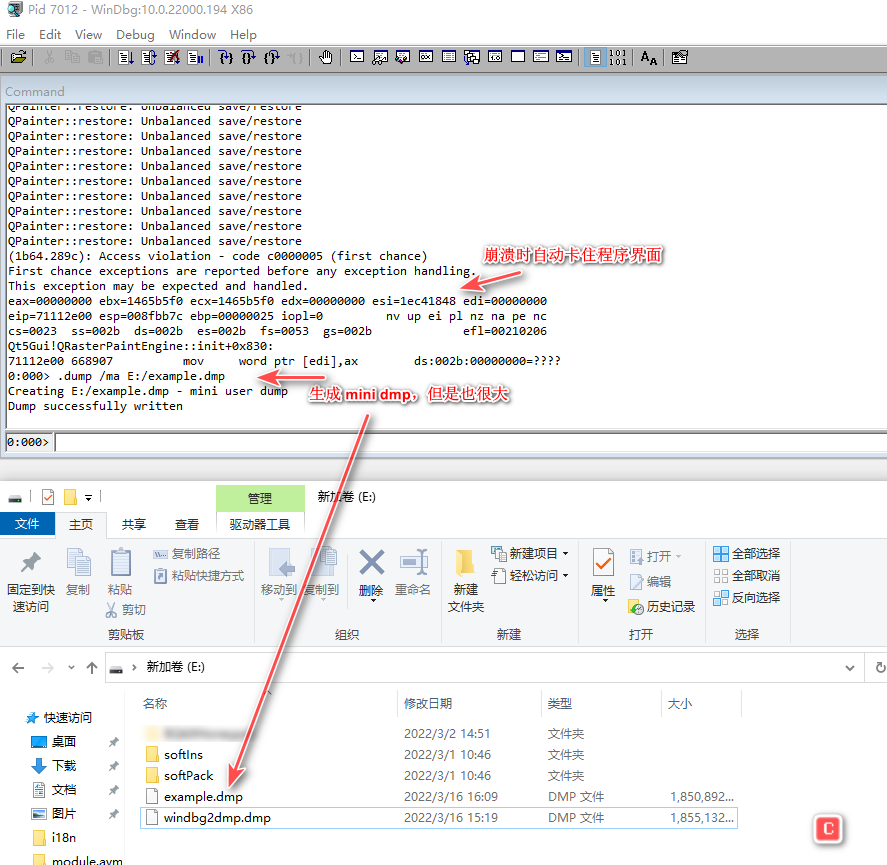 Pid 7012 - WinDbg:10.0.22000.194 X86
File Edit View Debug Window Help
Command
QPainter::restore: Unbalanced save/restore
QPainter::restore: Unbalanced save/restore
QPainter::restore: Unbalanced save/restore
QPainter::restore: Unbalanced save/restore
QPainter::restore: Unbalanced save/restore
QPainter::restore: Unbalanced save/restore
QPainter::restore: Unbalanced save/restore
QPainter::restore: Unbalanced save/restore
QPainter::restore: Unbalanced save/restore
QPainter::restore: Unbalanced save/restore
(1b64.289c): Access violation - code c0000005 (first chance)
崩溃时自动卡住程序界面
First chance exceptions are reported before any exception handling.
This exception may be expected and handled.
eax=00000000 ebx=1465b5f0 ecx=1465b5f0 edx=00000000 esi=1ec41848 edi=00000000
eip=71112e00 esp=008fbb7c ebp=00000025 iopl=0 nv up ei pl nz na pe nc
cs=0023 ss=002b ds=002b es=002b fs=0053 gs=002b efl=00210206
Qt5Gui!QRasterPaintEngine::init+0x830:
71112e00 668907 mov word ptr [edi],ax ds:002b:00000000=????
0:000> .dump /ma E:/example.dmp
Creating E:/example.dmp - mini user dump
生成 mini dmp，但是也很大
Dump successfully written
0:000>
管理 新加卷 (E:)
文件 主页 共享 查看 驱动器工具
固定到快速访问
复制
粘贴
复制路径
粘贴快捷方式
剪切
剪贴板
移动到
复制到
删除
重命名
组织
新建文件夹
新建项目
轻松访问
新建
属性
打开
编辑
历史记录
打开
全部选择
全部取消
反向选择
选择
新加卷 (E:)
名称 修改日期 类型 大小
快速访问
桌面
下载
文档
图片
i18n
module.avm
2022/3/2 14:51 文件夹
softIns 2022/3/1 10:46 文件夹
softPack 2022/3/1 10:46 文件夹
example.dmp 2022/3/16 16:09 DMP 文件 1,850,892...
windbg2dmp.dmp 2022/3/16 15:19 DMP 文件 1,855,132...
C